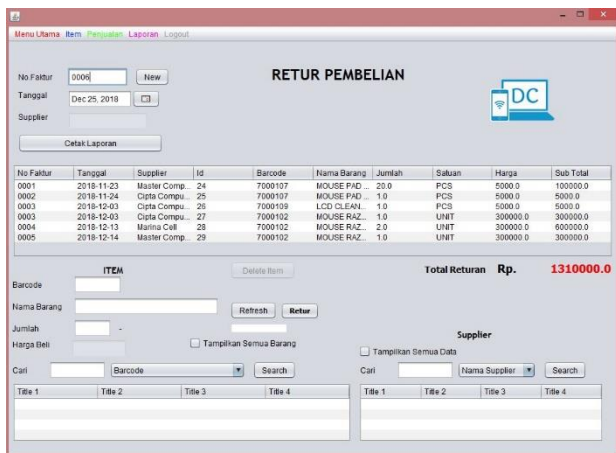 Menu Utama Item Penjualan Laporan Logout
RETUR PEMBELIAN
No.Faktur 0006 New
Tanggal Dec 25, 2018
Supplier
DC
Cetak Laporan
No Faktur Tanggal Supplier Id Barcode Nama Barang Jumlah Satuan Harga Sub Total
0001 2018-11-23 Master Comp... 24 7000107 MOUSE PAD ... 20.0 PCS 5000.0 100000.0
0002 2018-11-24 Cipta Compu... 25 7000107 MOUSE PAD ... 1.0 PCS 5000.0 5000.0
0003 2018-12-03 Cipta Compu... 26 7000109 LCD CLEAN... 1.0 PCS 5000.0 5000.0
0003 2018-12-03 Cipta Compu... 27 7000102 MOUSE RAZ... 1.0 UNIT 300000.0 300000.0
0004 2018-12-13 Marina Cell 28 7000102 MOUSE RAZ... 2.0 UNIT 300000.0 600000.0
0005 2018-12-14 Master Comp... 29 7000102 MOUSE RAZ... 1.0 UNIT 300000.0 300000.0
ITEM Delete Item Total Returan Rp. 1310000.0
Barcode
Nama Barang Refresh Retur
Jumlah -
Supplier
Harga Beli Tampilkan Semua Barang
Tampilkan Semua Data
Cari Barcode Search Cari Nama Supplier Search
Title 1 Title 2 Title 3 Title 4 Title 1 Title 2 Title 3 Title 4